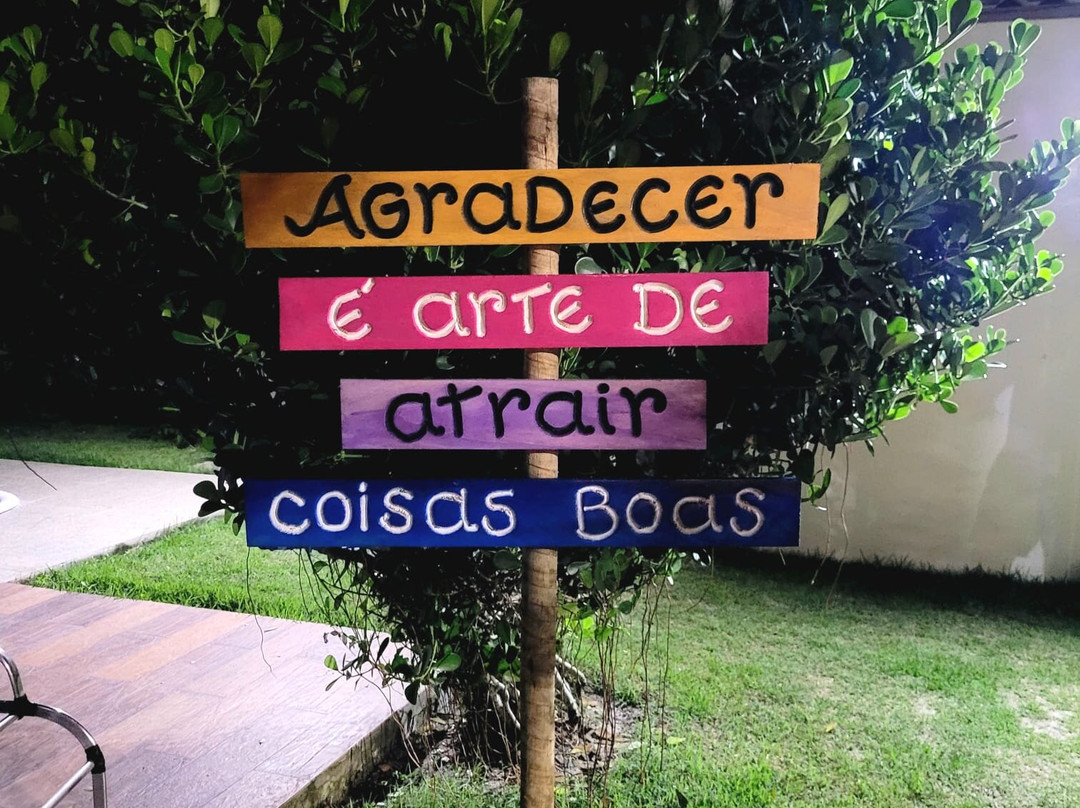 Agradecer
é arte de
atrair
coisas Boas